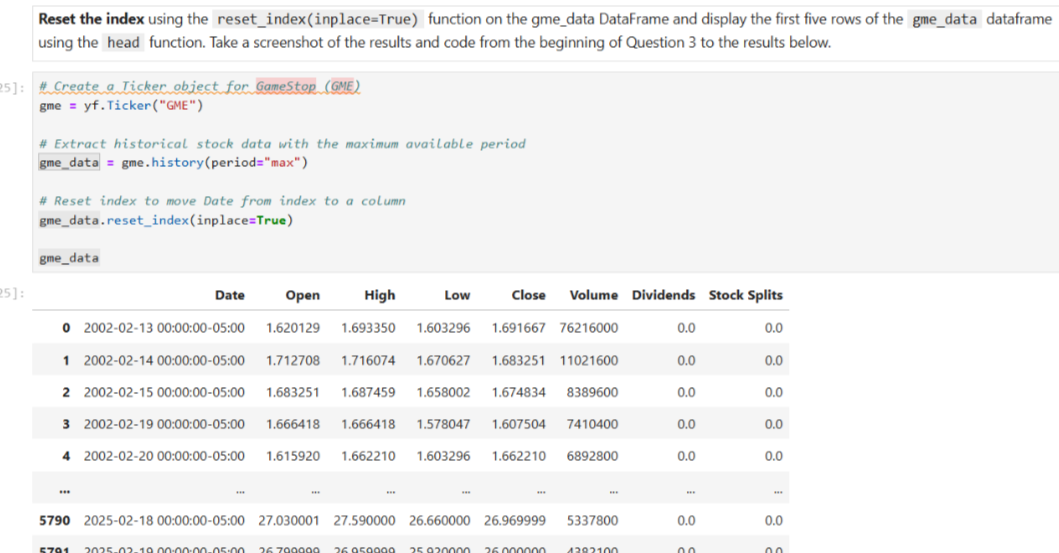 Reset the index using the reset_index(inplace=True) function on the gme_data DataFrame and display the first five rows of the gme_data dataframe
using the head function. Take a screenshot of the results and code from the beginning of Question 3 to the results below.
25]: # Create a Ticker object for GameStop (GME)
gme = yf.Ticker("GME")
# Extract historical stock data with the maximum available period
gme_data = gme.history(period="max")
# Reset index to move Date from index to a column
gme_data.reset_index(inplace=True)
gme_data
25]: Date Open High Low Close Volume Dividends Stock Splits
0 2002-02-13 00:00:00-05:00 1.620129 1.693350 1.603296 1.691667 76216000 0.0 0.0
1 2002-02-14 00:00:00-05:00 1.712708 1.716074 1.670627 1.683251 11021600 0.0 0.0
2 2002-02-15 00:00:00-05:00 1.683251 1.687459 1.658002 1.674834 8389600 0.0 0.0
3 2002-02-19 00:00:00-05:00 1.666418 1.666418 1.578047 1.607504 7410400 0.0 0.0
4 2002-02-20 00:00:00-05:00 1.615920 1.662210 1.603296 1.662210 6892800 0.0 0.0
... ... ... ... ... ... ... ... ...
5790 2025-02-18 00:00:00-05:00 27.030001 27.590000 26.660000 26.969999 5337800 0.0 0.0
5791 2025-02-19 00:00:00-05:00 26.799999 26.959999 25.920000 26.000000 4382100 0.0 0.0